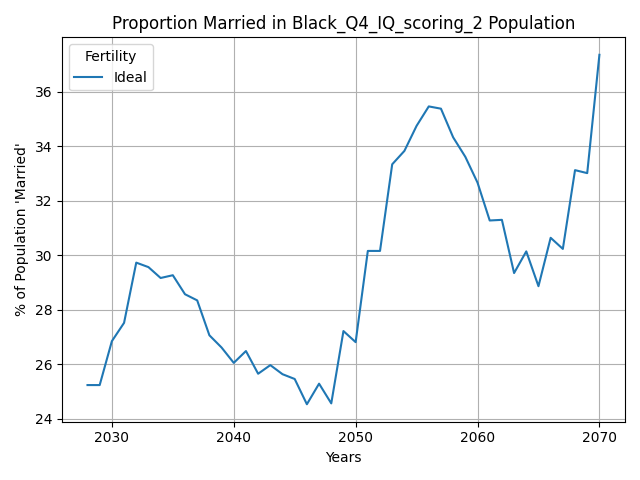 Proportion Married in Black_Q4_IQ_scoring_2 Population
Fertility
Ideal
% of Population 'Married'
36
34
32
30
28
26
24
2030
2040
2050
2060
2070
Years